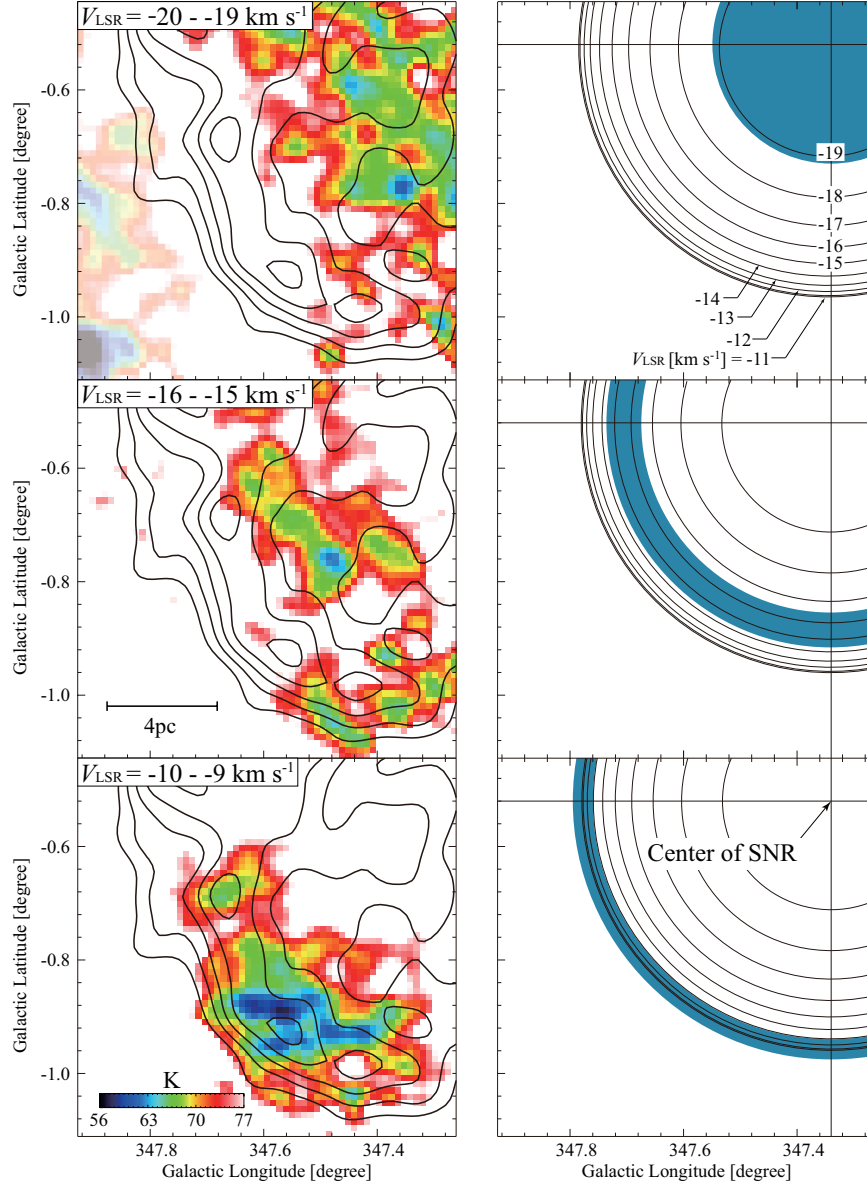 V_LSR = -20 - -19 km s⁻¹
-0.6
-0.8
-1.0
Galactic Latitude [degree]
-19
-18
-17
-16
-15
-14
-13
-12
V_LSR [km s⁻¹] = -11
V_LSR = -16 - -15 km s⁻¹
-0.6
-0.8
-1.0
Galactic Latitude [degree]
4pc
V_LSR = -10 - -9 km s⁻¹
-0.6
-0.8
-1.0
Galactic Latitude [degree]
K
56 63 70 77
Center of SNR
347.8 347.6 347.4
Galactic Longitude [degree]
347.8 347.6 347.4
Galactic Longitude [degree]